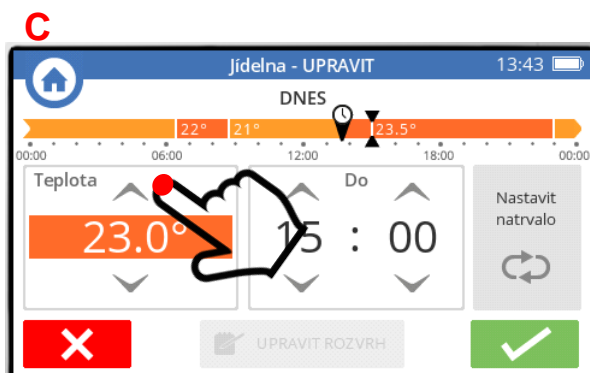 C
Jídelna - UPRAVIT 13:43
DNES
22° 21° 23.5°
00:00 06:00 12:00 18:00 00:00
Teplota Do
Nastavit
natrvalo
23.0° 15 : 00
UPRAVIT ROZVRH